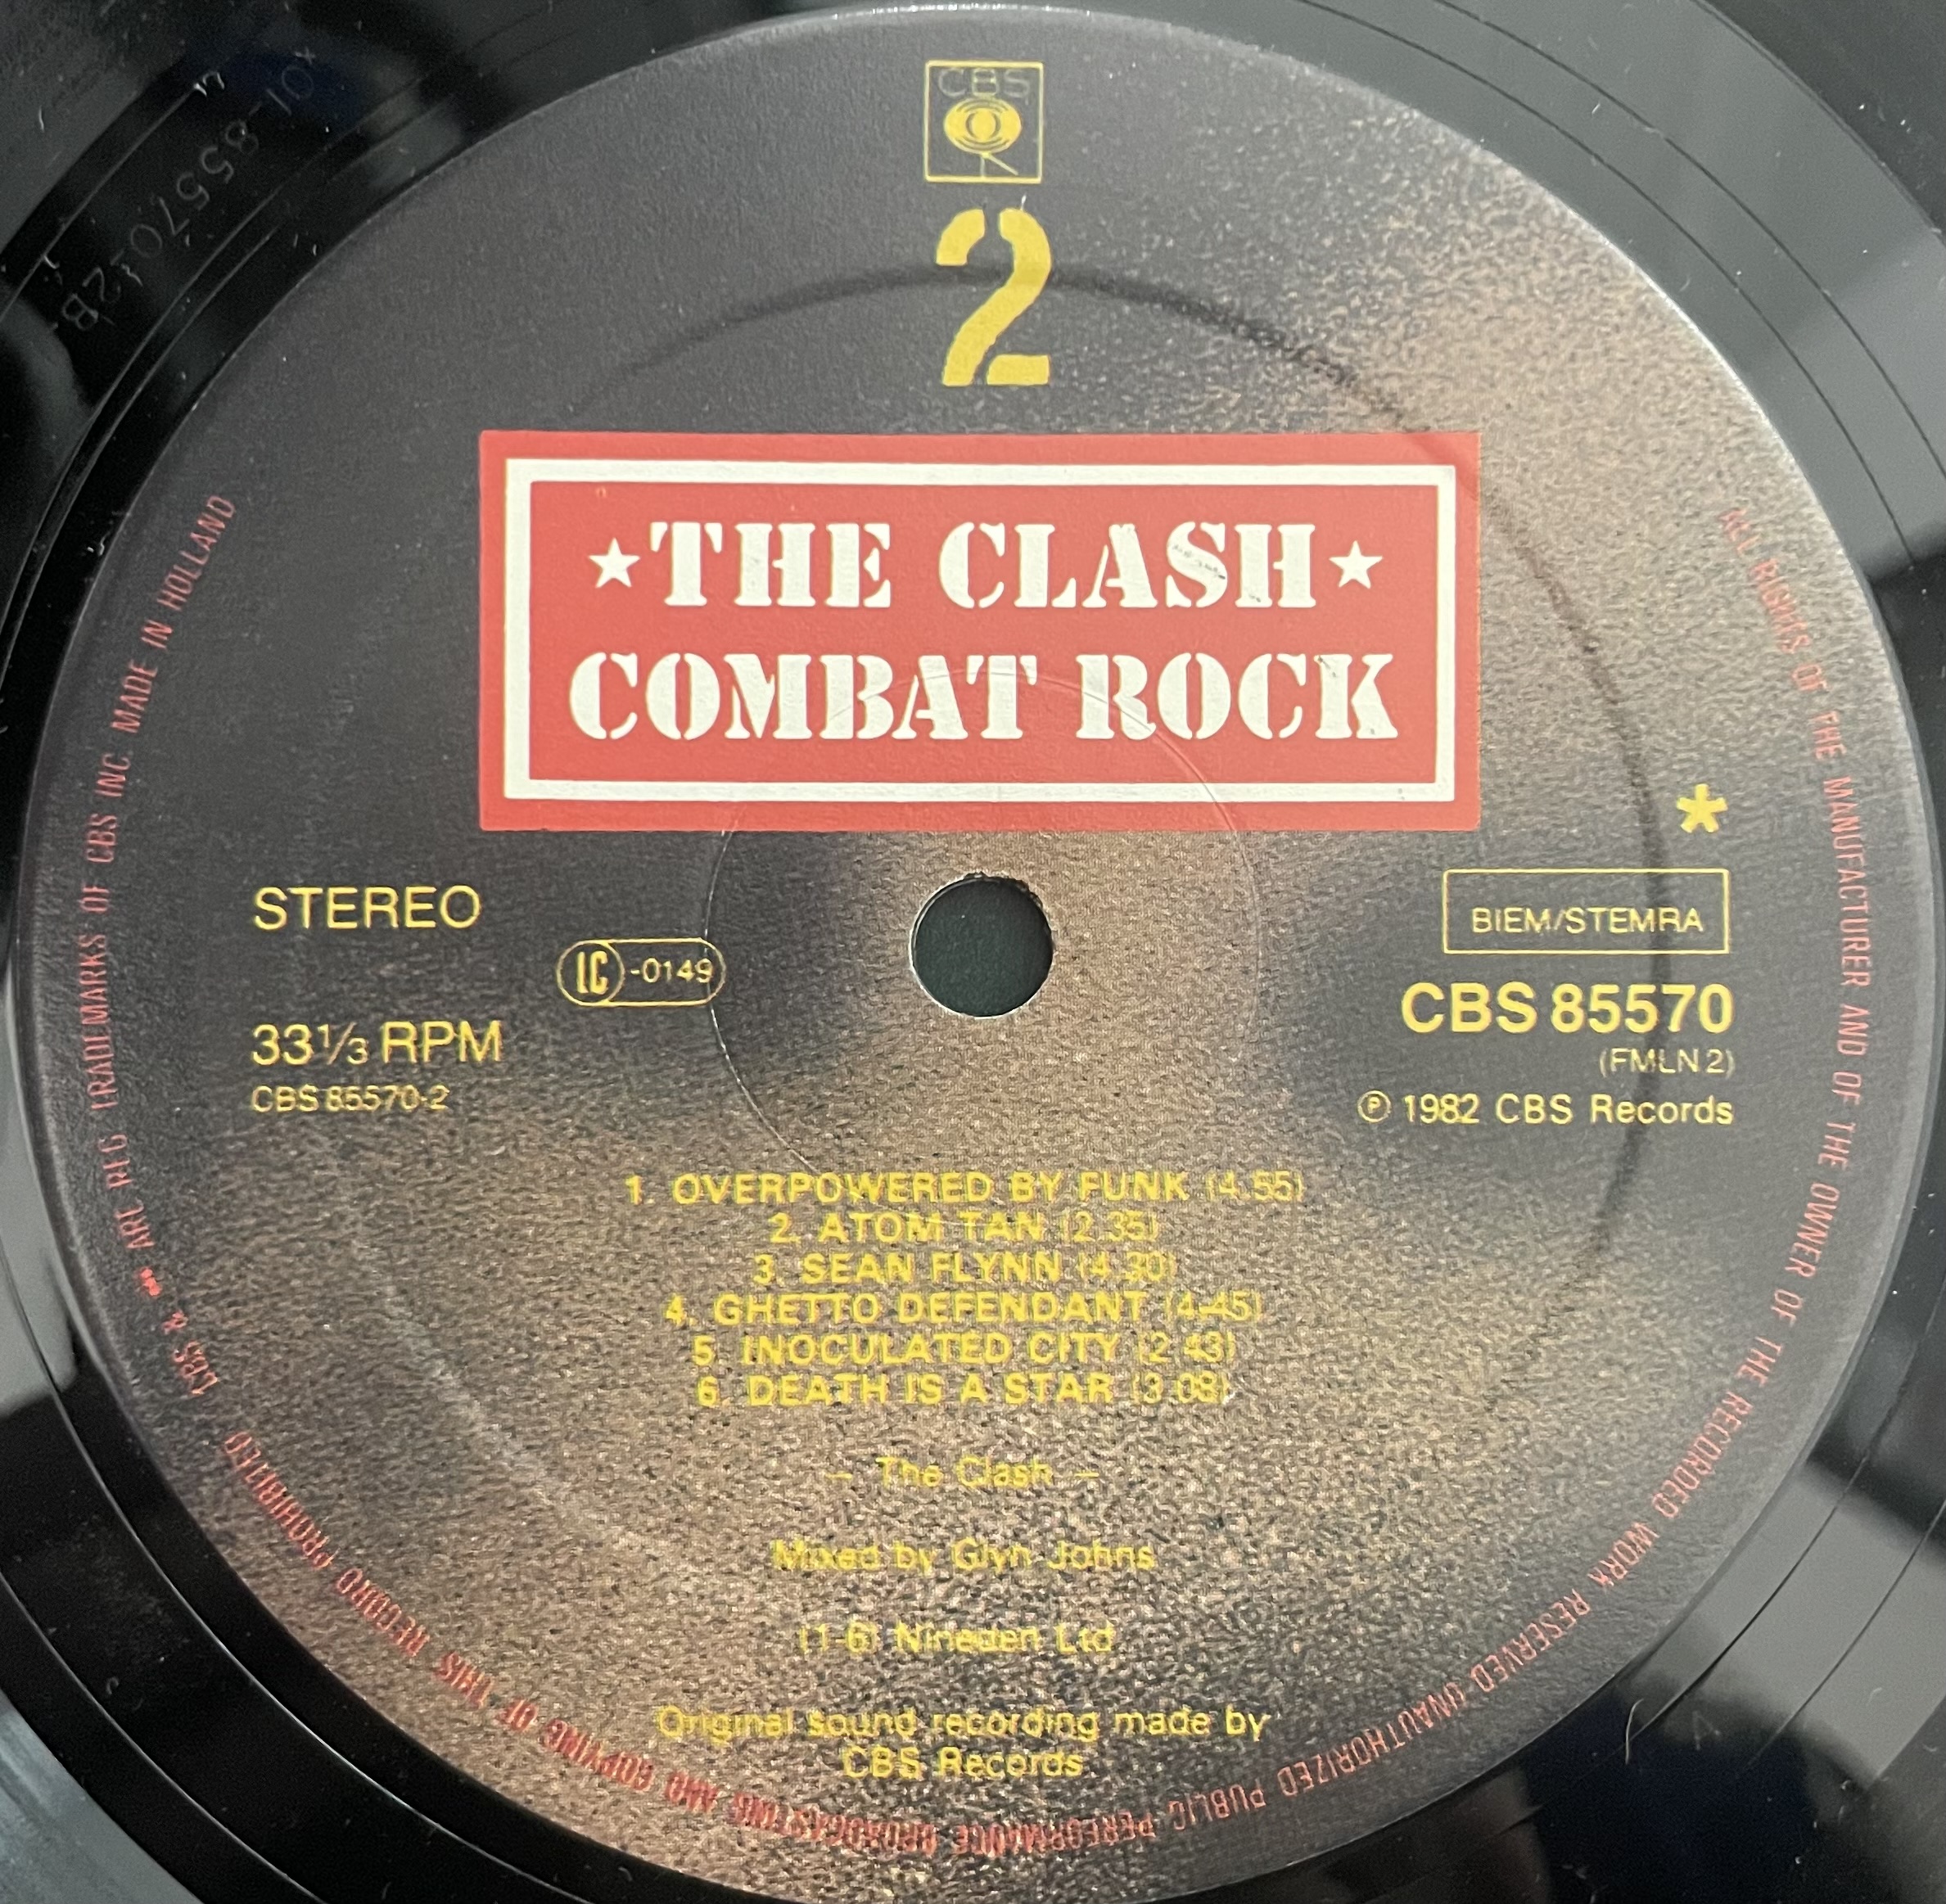 CBS
2
★THE CLASH★
COMBAT ROCK
*
STEREO
LC -0149
33⅓ RPM
CBS 85570-2
BIEM/STEMRA
CBS 85570
(FMLN 2)
℗ 1982 CBS Records
1. OVERPOWERED BY FUNK (4.55)
2. ATOM TAN (2.35)
3. SEAN FLYNN (4.30)
4. GHETTO DEFENDANT (4.45)
5. INOCULATED CITY (2.43)
6. DEATH IS A STAR (3.08)
– The Clash –
Mixed by Glyn Johns
(1-6) Nineden Ltd
Original sound recording made by
CBS Records
ALL RIGHTS OF THE MANUFACTURER AND OF THE OWNER OF THE RECORDED WORK RESERVED UNAUTHORIZED PUBLIC PERFORMANCE BROADCASTING AND COPYING OF THIS RECORD PROHIBITED
CBS & ARE REG TRADEMARKS OF CBS INC. MADE IN HOLLAND
01-85570-2B